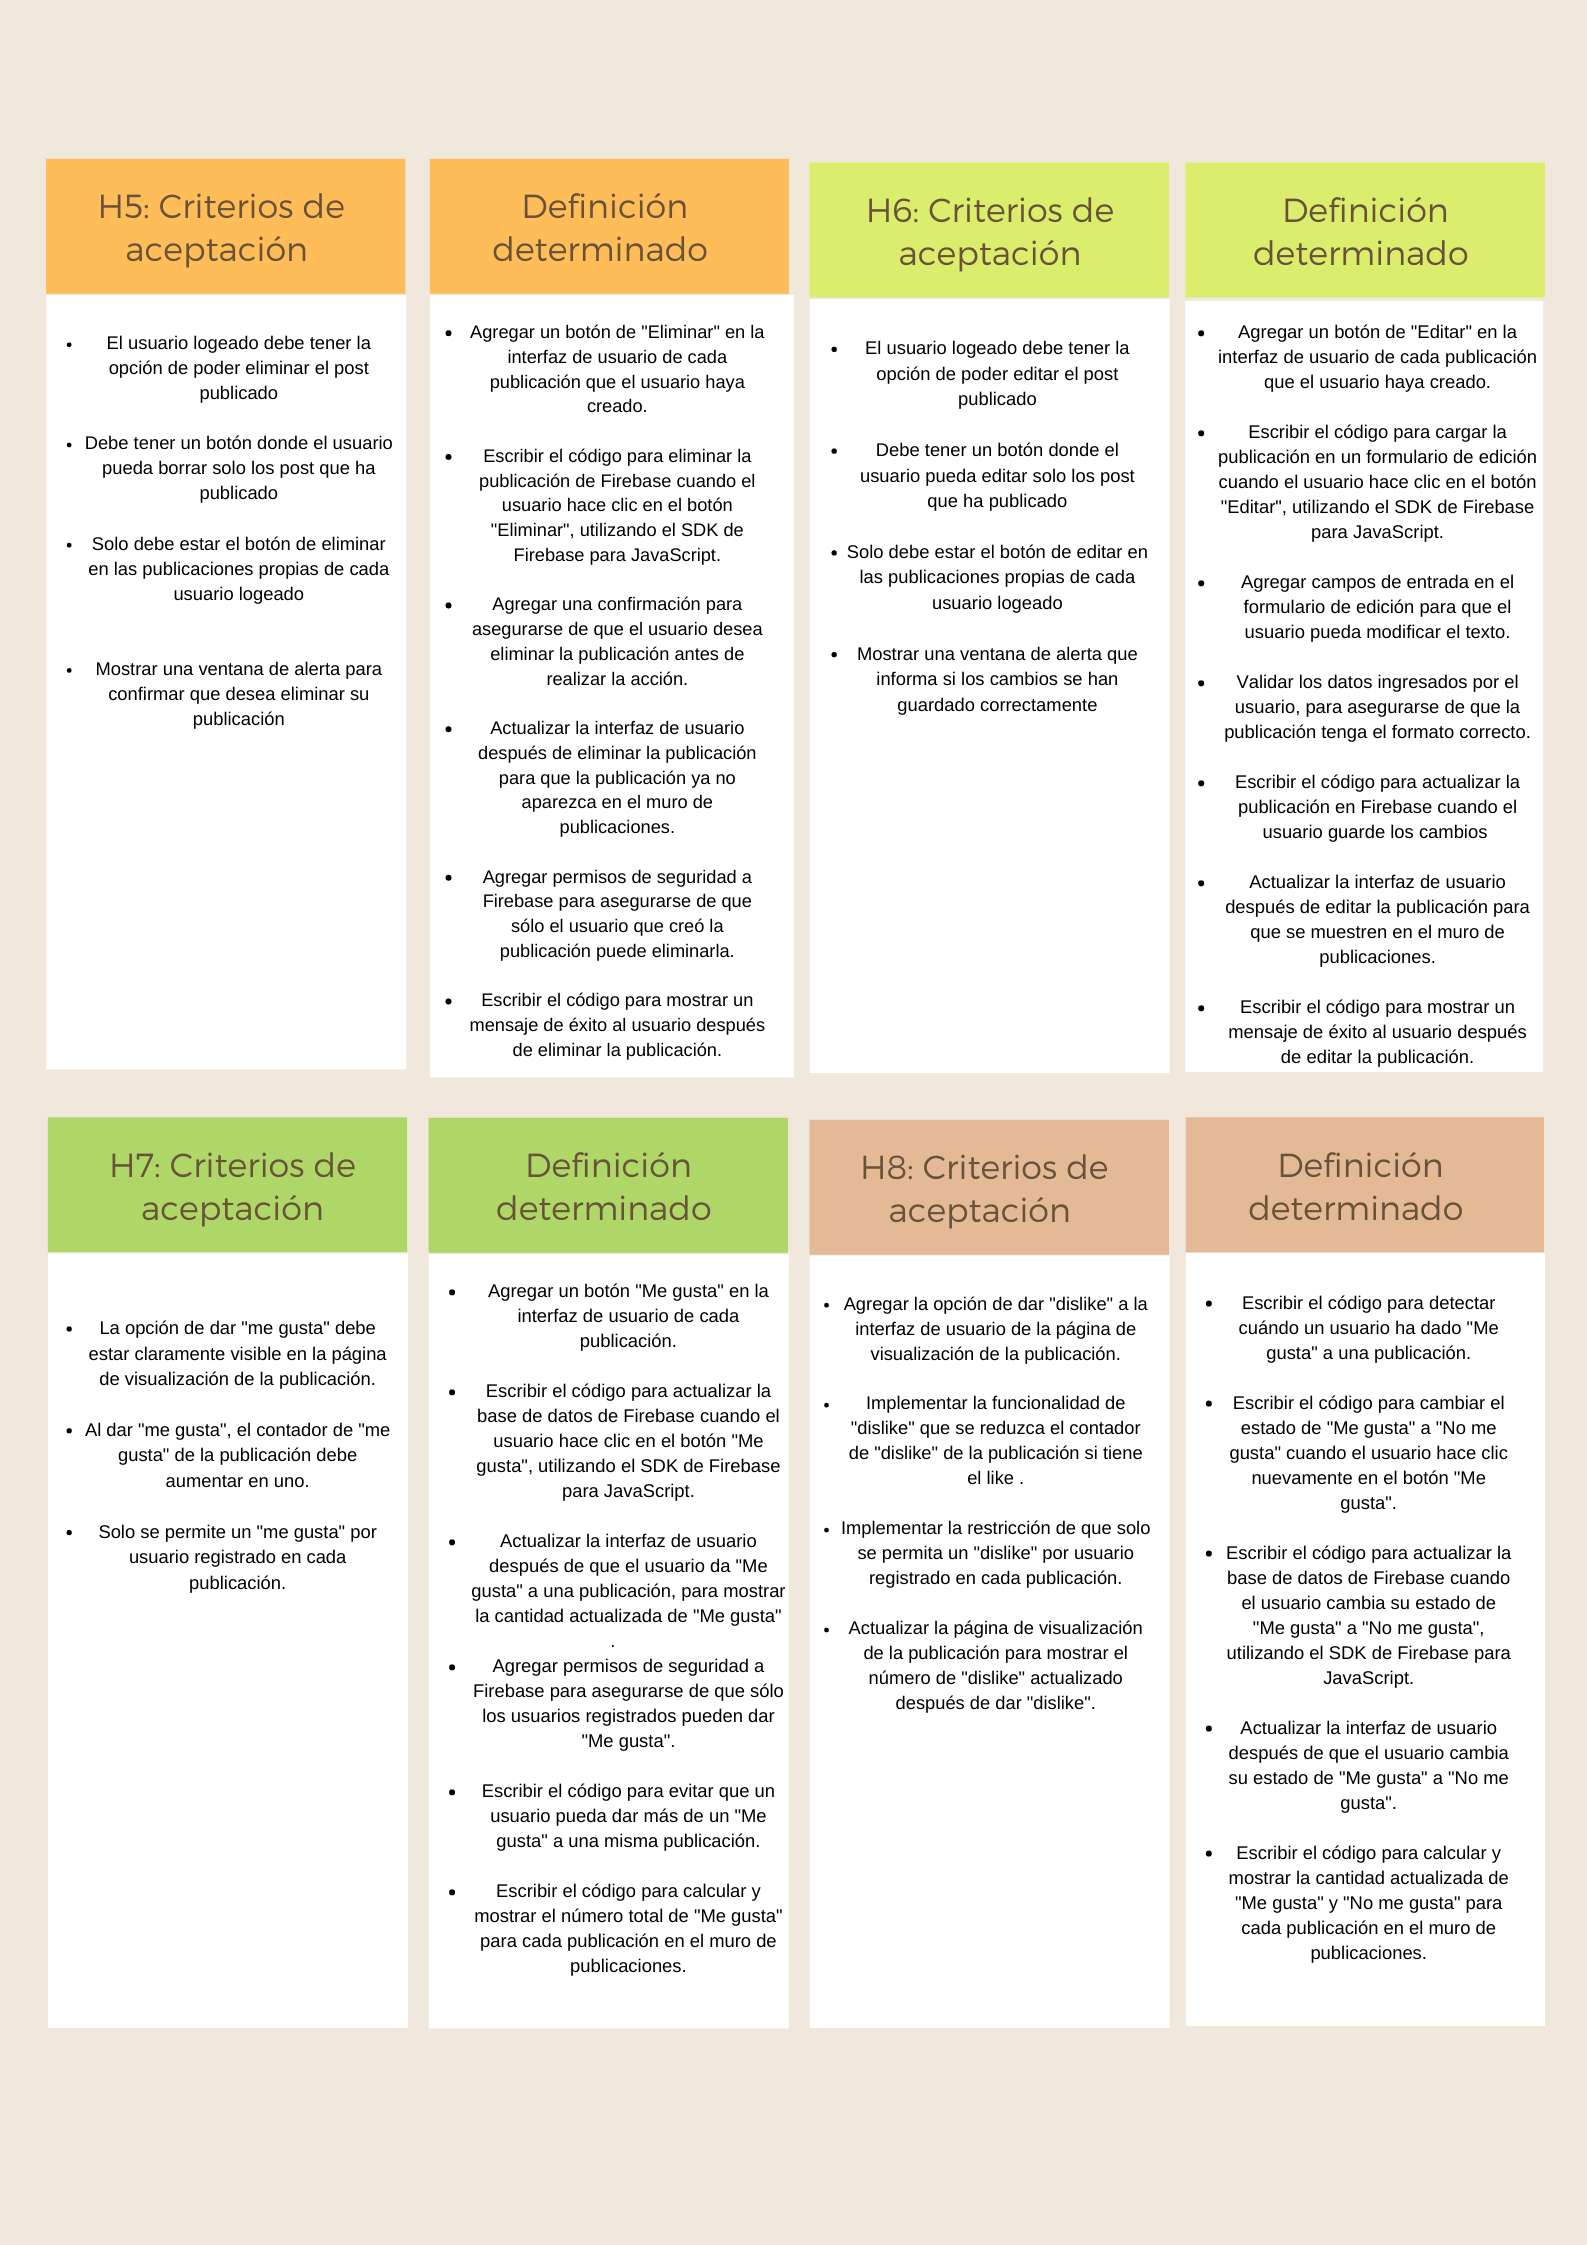 H5: Criterios de
aceptación
• El usuario logeado debe tener la
opción de poder eliminar el post
publicado
• Debe tener un botón donde el usuario
pueda borrar solo los post que ha
publicado
• Solo debe estar el botón de eliminar
en las publicaciones propias de cada
usuario logeado
• Mostrar una ventana de alerta para
confirmar que desea eliminar su
publicación
Definición
determinado
• Agregar un botón de "Eliminar" en la
interfaz de usuario de cada
publicación que el usuario haya
creado.
• Escribir el código para eliminar la
publicación de Firebase cuando el
usuario hace clic en el botón
"Eliminar", utilizando el SDK de
Firebase para JavaScript.
• Agregar una confirmación para
asegurarse de que el usuario desea
eliminar la publicación antes de
realizar la acción.
• Actualizar la interfaz de usuario
después de eliminar la publicación
para que la publicación ya no
aparezca en el muro de
publicaciones.
• Agregar permisos de seguridad a
Firebase para asegurarse de que
sólo el usuario que creó la
publicación puede eliminarla.
• Escribir el código para mostrar un
mensaje de éxito al usuario después
de eliminar la publicación.
H6: Criterios de
aceptación
• El usuario logeado debe tener la
opción de poder editar el post
publicado
• Debe tener un botón donde el
usuario pueda editar solo los post
que ha publicado
• Solo debe estar el botón de editar en
las publicaciones propias de cada
usuario logeado
• Mostrar una ventana de alerta que
informa si los cambios se han
guardado correctamente
Definición
determinado
• Agregar un botón de "Editar" en la
interfaz de usuario de cada publicación
que el usuario haya creado.
• Escribir el código para cargar la
publicación en un formulario de edición
cuando el usuario hace clic en el botón
"Editar", utilizando el SDK de Firebase
para JavaScript.
• Agregar campos de entrada en el
formulario de edición para que el
usuario pueda modificar el texto.
• Validar los datos ingresados por el
usuario, para asegurarse de que la
publicación tenga el formato correcto.
• Escribir el código para actualizar la
publicación en Firebase cuando el
usuario guarde los cambios
• Actualizar la interfaz de usuario
después de editar la publicación para
que se muestren en el muro de
publicaciones.
• Escribir el código para mostrar un
mensaje de éxito al usuario después
de editar la publicación.
H7: Criterios de
aceptación
• La opción de dar "me gusta" debe
estar claramente visible en la página
de visualización de la publicación.
• Al dar "me gusta", el contador de "me
gusta" de la publicación debe
aumentar en uno.
• Solo se permite un "me gusta" por
usuario registrado en cada
publicación.
Definición
determinado
• Agregar un botón "Me gusta" en la
interfaz de usuario de cada
publicación.
• Escribir el código para actualizar la
base de datos de Firebase cuando el
usuario hace clic en el botón "Me
gusta", utilizando el SDK de Firebase
para JavaScript.
• Actualizar la interfaz de usuario
después de que el usuario da "Me
gusta" a una publicación, para mostrar
la cantidad actualizada de "Me gusta"
.
• Agregar permisos de seguridad a
Firebase para asegurarse de que sólo
los usuarios registrados pueden dar
"Me gusta".
• Escribir el código para evitar que un
usuario pueda dar más de un "Me
gusta" a una misma publicación.
• Escribir el código para calcular y
mostrar el número total de "Me gusta"
para cada publicación en el muro de
publicaciones.
H8: Criterios de
aceptación
• Agregar la opción de dar "dislike" a la
interfaz de usuario de la página de
visualización de la publicación.
• Implementar la funcionalidad de
"dislike" que se reduzca el contador
de "dislike" de la publicación si tiene
el like .
• Implementar la restricción de que solo
se permita un "dislike" por usuario
registrado en cada publicación.
• Actualizar la página de visualización
de la publicación para mostrar el
número de "dislike" actualizado
después de dar "dislike".
Definición
determinado
• Escribir el código para detectar
cuándo un usuario ha dado "Me
gusta" a una publicación.
• Escribir el código para cambiar el
estado de "Me gusta" a "No me
gusta" cuando el usuario hace clic
nuevamente en el botón "Me
gusta".
• Escribir el código para actualizar la
base de datos de Firebase cuando
el usuario cambia su estado de
"Me gusta" a "No me gusta",
utilizando el SDK de Firebase para
JavaScript.
• Actualizar la interfaz de usuario
después de que el usuario cambia
su estado de "Me gusta" a "No me
gusta".
• Escribir el código para calcular y
mostrar la cantidad actualizada de
"Me gusta" y "No me gusta" para
cada publicación en el muro de
publicaciones.